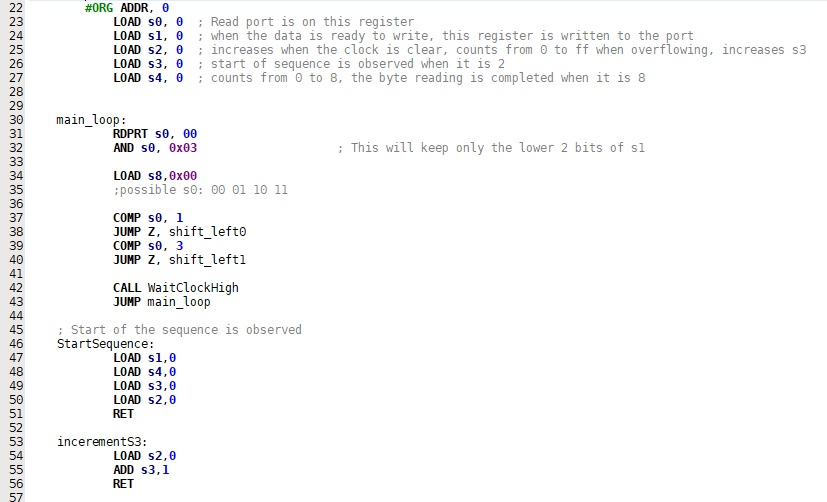 22 #ORG ADDR, 0
23 LOAD s0, 0 ; Read port is on this register
24 LOAD s1, 0 ; when the data is ready to write, this register is written to the port
25 LOAD s2, 0 ; increases when the clock is clear, counts from 0 to ff when overflowing, increases s3
26 LOAD s3, 0 ; start of sequence is observed when it is 2
27 LOAD s4, 0 ; counts from 0 to 8, the byte reading is completed when it is 8
28
29
30 main_loop:
31 RDPRT s0, 00
32 AND s0, 0x03 ; This will keep only the lower 2 bits of s1
33
34 LOAD s8,0x00
35 ;possible s0: 00 01 10 11
36
37 COMP s0, 1
38 JUMP Z, shift_left0
39 COMP s0, 3
40 JUMP Z, shift_left1
41
42 CALL WaitClockHigh
43 JUMP main_loop
44
45 ; Start of the sequence is observed
46 StartSequence:
47 LOAD s1,0
48 LOAD s4,0
49 LOAD s3,0
50 LOAD s2,0
51 RET
52
53 incerementS3:
54 LOAD s2,0
55 ADD s3,1
56 RET
57